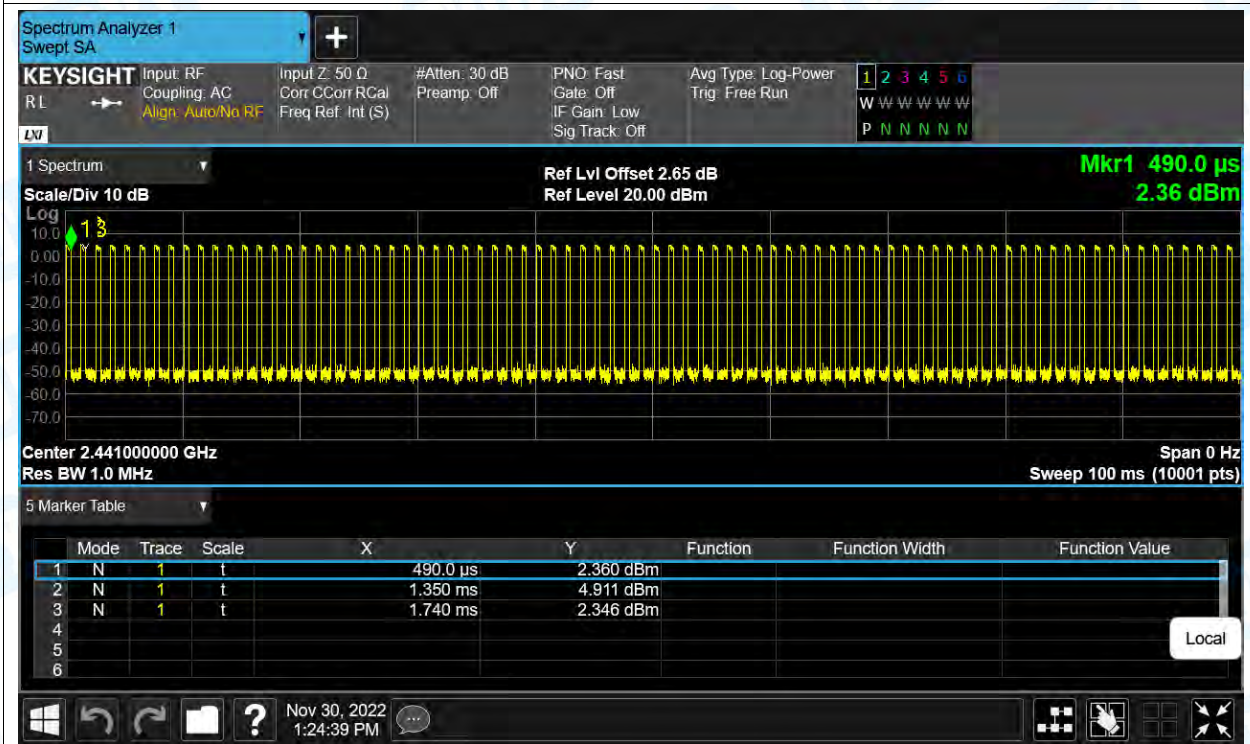 Spectrum Analyzer 1
Swept SA
+
KEYSIGHT Input: RF Input Z: 50 Ω #Atten: 30 dB PNO: Fast Avg Type: Log-Power 1 2 3 4 5 6
RL Coupling: AC Corr CCorr RCal Preamp: Off Gate: Off Trig: Free Run W W W W W W
Align: Auto/No RF Freq Ref: Int (S) IF Gain: Low
LXI Sig Track: Off P N N N N N
1 Spectrum Ref Lvl Offset 2.65 dB Mkr1 490.0 µs
Scale/Div 10 dB Ref Level 20.00 dBm 2.36 dBm
Log
10.0 1 3
0.00
-10.0
-20.0
-30.0
-40.0
-50.0
-60.0
-70.0
Center 2.441000000 GHz Span 0 Hz
Res BW 1.0 MHz Sweep 100 ms (10001 pts)
5 Marker Table
Mode Trace Scale X Y Function Function Width Function Value
1 N 1 t 490.0 µs 2.360 dBm
2 N 1 t 1.350 ms 4.911 dBm
3 N 1 t 1.740 ms 2.346 dBm
4
5
6
Local
? Nov 30, 2022
1:24:39 PM